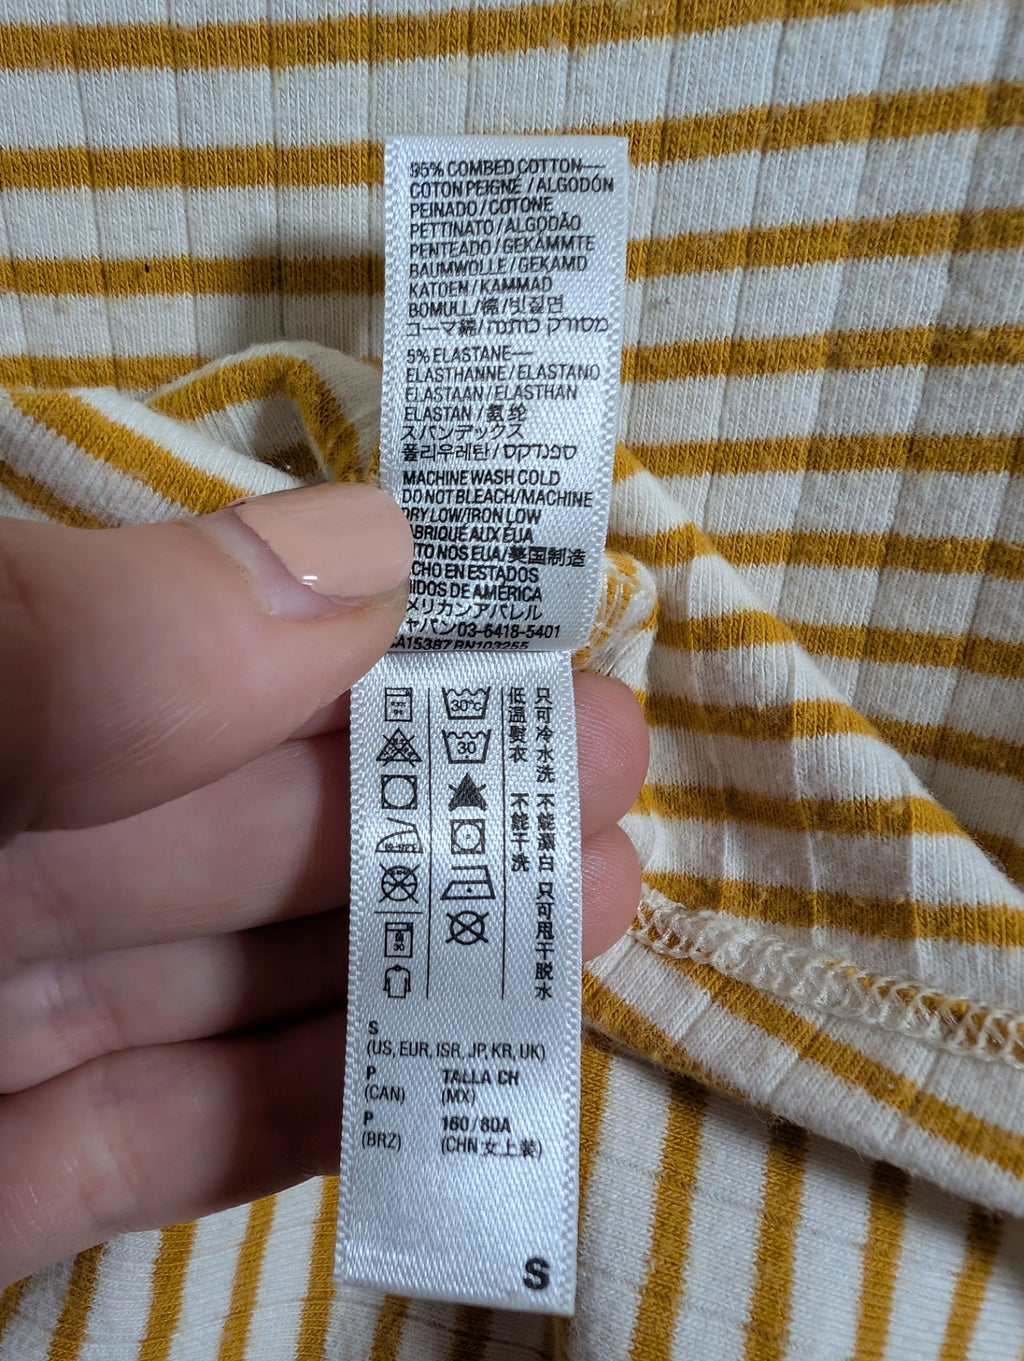 95% COMBED COTTON—
COTON PEIGNÉ / ALGODÓN
PEINADO / COTONE
PETTINATO / ALGODÃO
PENTEADO / GEKÄMMTE
BAUMWOLLE / GEKAMD
KATOEN / KAMMAD
BOMULL / 棉 / 빗질면
コーマ綿 / מסורק כותנה
5% ELASTANE—
ELASTHANNE / ELASTANO
ELASTAAN / ELASTHAN
ELASTAN / 氨纶
スパンデックス
폴리우레탄 / ספנדקס
MACHINE WASH COLD
DO NOT BLEACH/MACHINE
DRY LOW/IRON LOW
ABRIQUE AUX ÉUA
ITO NOS EUA/美国制造
CHO EN ESTADOS
NIDOS DE AMÉRICA
メリカンアパレル
ャパン 03-6418-5401
CA15387 RN103255
30°C
30
30
只可冷水洗 不能漂白 只可甩干脱水
低温熨衣 不能干洗
S
(US, EUR, ISR, JP, KR, UK)
P
(CAN)
TALLA CH
(MX)
P
(BRZ)
160/80A
(CHN 女上装)
S